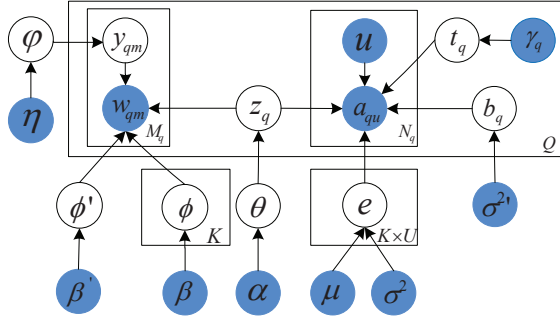 φ y_qm u t_q γ_q
η w_qm z_q a_qu b_q
M_q N_q Q
ϕ' ϕ θ e σ²'
K K×U
β' β α μ σ²